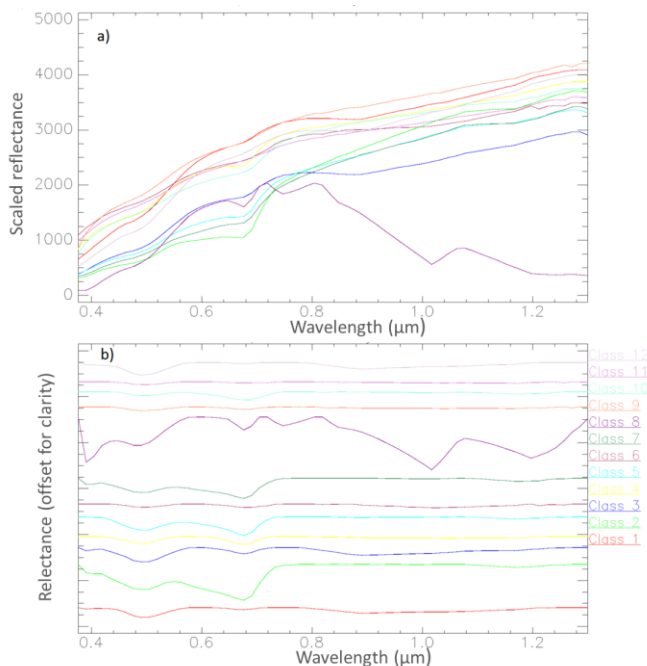 a)
5000
4000
3000
2000
1000
0
Scaled reflectance
0.4 0.6 0.8 1.0 1.2
Wavelength (µm)
b)
Class 12
Class 11
Class 10
Class 9
Class 8
Class 7
Class 6
Class 5
Class 4
Class 3
Class 2
Class 1
Relectance (offset for clarity)
0.4 0.6 0.8 1.0 1.2
Wavelength (µm)